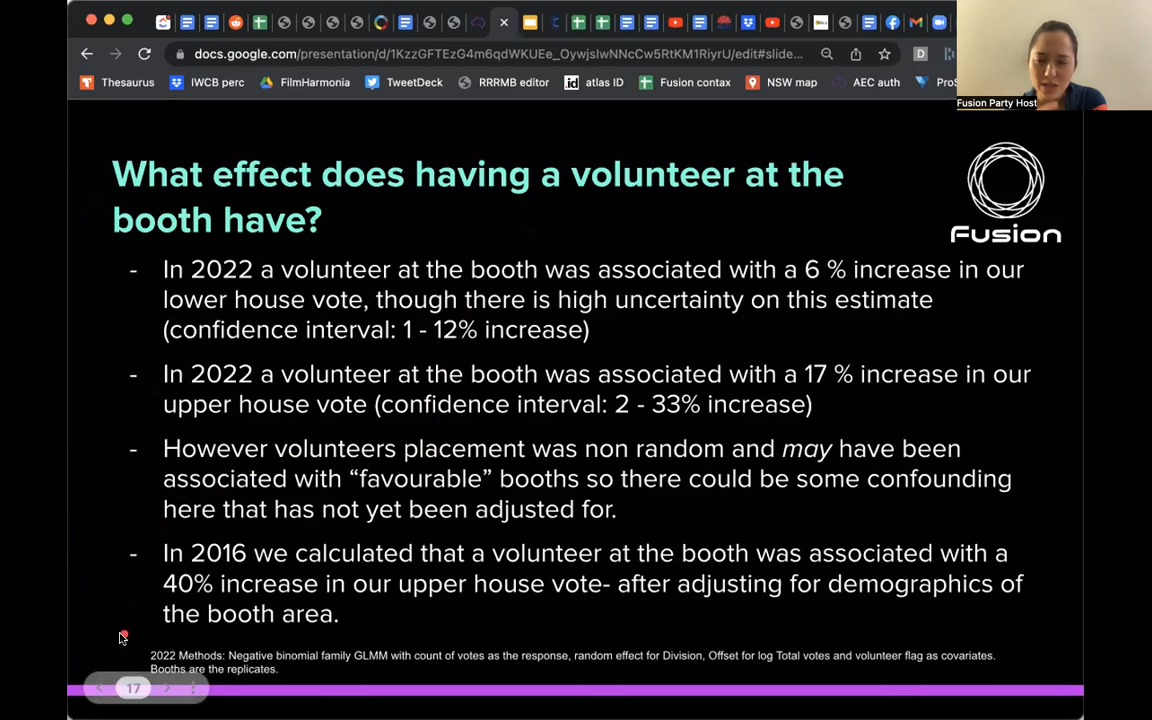 docs.google.com/presentation/d/1KzzGFTEzG4m6qdWKUEe_OywjslwNNcCw5RtKM1RiyrU/edit#slide...
Thesaurus IWCB perc FilmHarmonia TweetDeck RRRMB editor atlas ID Fusion contax NSW map AEC auth
Fusion Party Host
What effect does having a volunteer at the
booth have?
Fusion
- In 2022 a volunteer at the booth was associated with a 6 % increase in our
lower house vote, though there is high uncertainty on this estimate
(confidence interval: 1 - 12% increase)
- In 2022 a volunteer at the booth was associated with a 17 % increase in our
upper house vote (confidence interval: 2 - 33% increase)
- However volunteers placement was non random and may have been
associated with “favourable” booths so there could be some confounding
here that has not yet been adjusted for.
- In 2016 we calculated that a volunteer at the booth was associated with a
40% increase in our upper house vote- after adjusting for demographics of
the booth area.
2022 Methods: Negative binomial family GLMM with count of votes as the response, random effect for Division, Offset for log Total votes and volunteer flag as covariates.
Booths are the replicates.
17